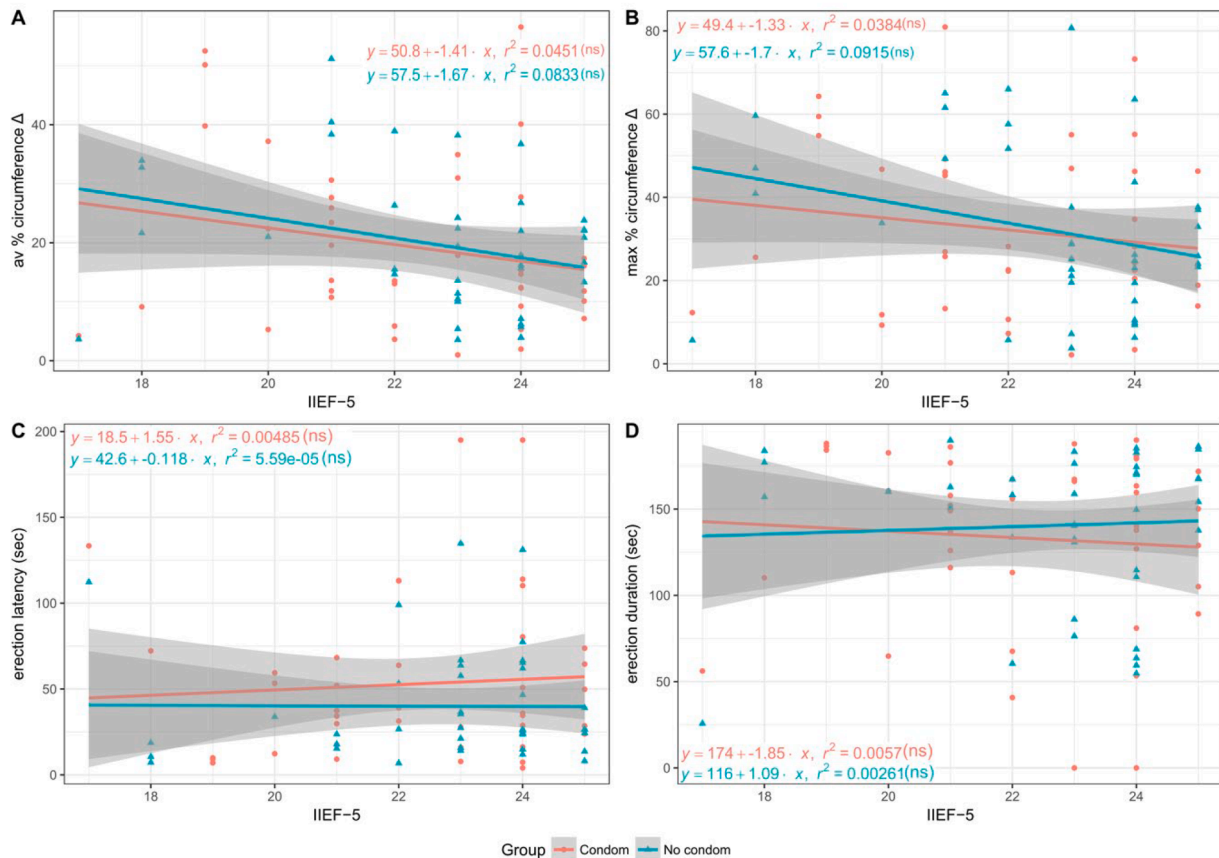 A
y = 50.8 + -1.41 · x, r² = 0.0451 (ns)
y = 57.5 + -1.67 · x, r² = 0.0833 (ns)
av % circumference Δ
40
20
0
18 20 22 24
IIEF-5
B
y = 49.4 + -1.33 · x, r² = 0.0384 (ns)
y = 57.6 + -1.7 · x, r² = 0.0915 (ns)
max % circumference Δ
80
60
40
20
0
18 20 22 24
IIEF-5
C
y = 18.5 + 1.55 · x, r² = 0.00485 (ns)
y = 42.6 + -0.118 · x, r² = 5.59e-05 (ns)
erection latency (sec)
200
150
100
50
0
18 20 22 24
IIEF-5
D
erection duration (sec)
150
100
50
0
y = 174 + -1.85 · x, r² = 0.0057 (ns)
y = 116 + 1.09 · x, r² = 0.00261 (ns)
18 20 22 24
IIEF-5
Group Condom No condom